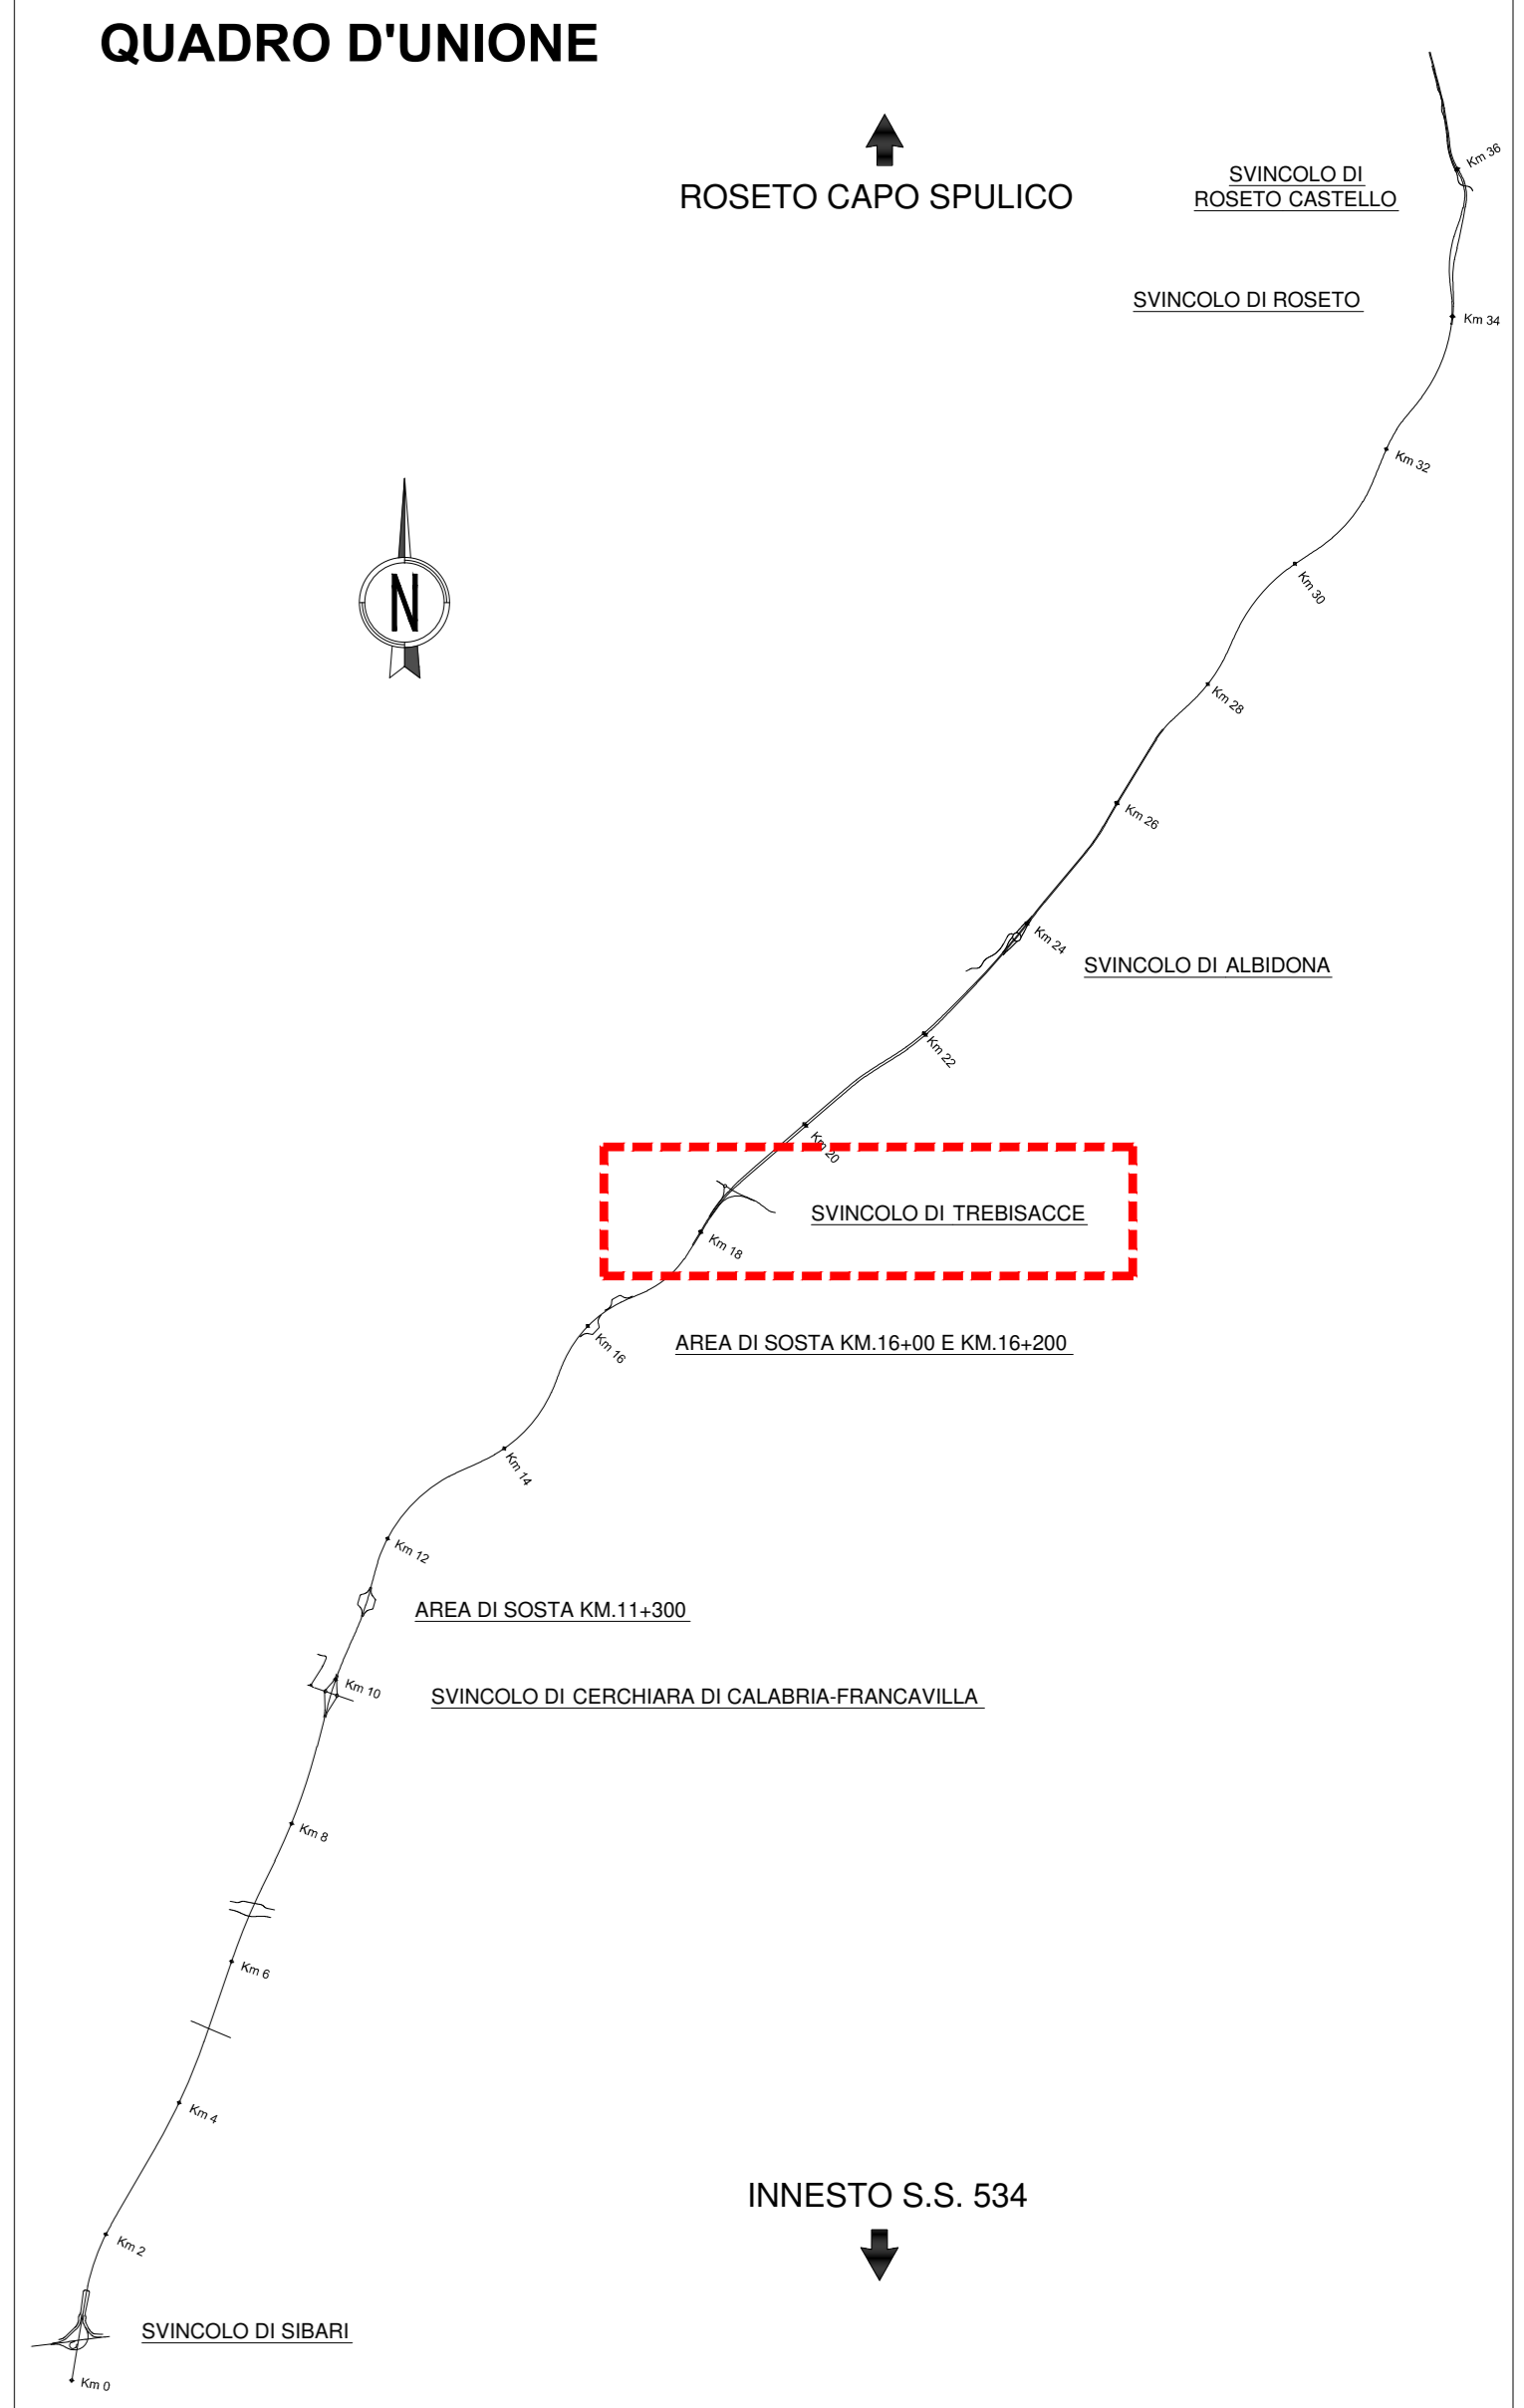 QUADRO D'UNIONE
ROSETO CAPO SPULICO
SVINCOLO DI
ROSETO CASTELLO
Km 36
SVINCOLO DI ROSETO
Km 34
Km 32
N
Km 30
Km 28
Km 26
Km 24
SVINCOLO DI ALBIDONA
Km 22
Km 20
SVINCOLO DI TREBISACCE
Km 18
AREA DI SOSTA KM.16+00 E KM.16+200
Km 16
Km 14
Km 12
AREA DI SOSTA KM.11+300
Km 10
SVINCOLO DI CERCHIARA DI CALABRIA-FRANCAVILLA
Km 8
Km 6
Km 4
INNESTO S.S. 534
Km 2
SVINCOLO DI SIBARI
Km 0